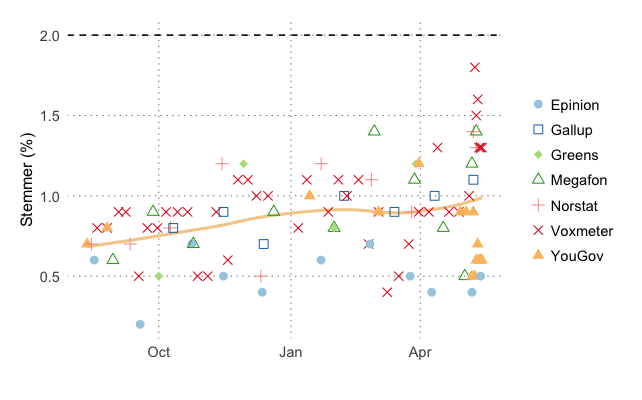 2.0
1.5
1.0
0.5
Stemmer (%)
Oct
Jan
Apr
Epinion
Gallup
Greens
Megafon
Norstat
Voxmeter
YouGov